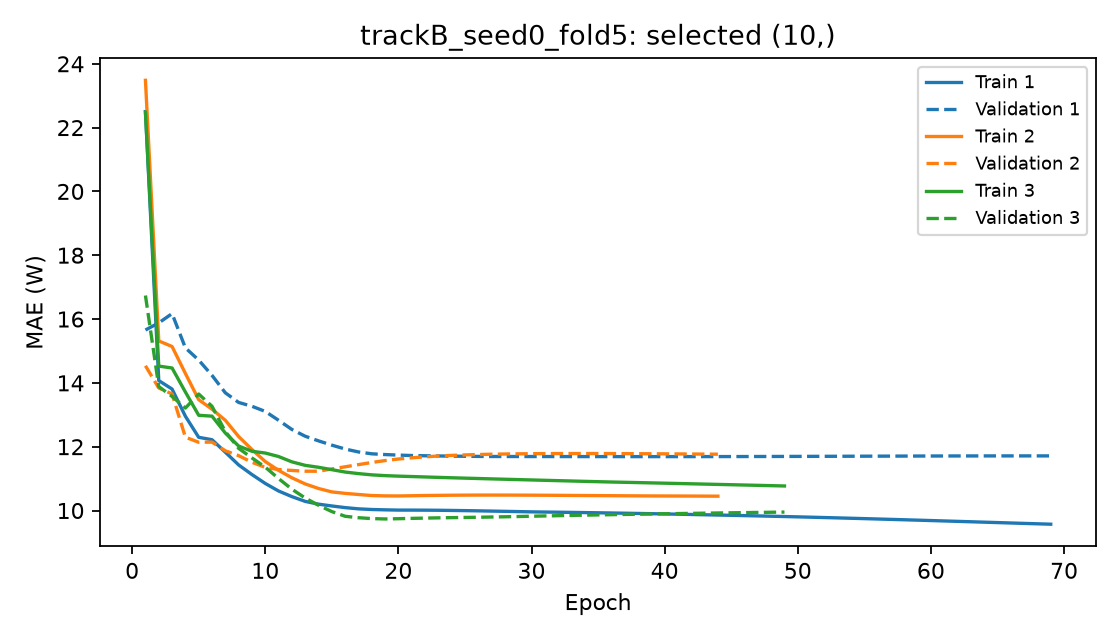 trackB_seed0_fold5: selected (10,)
MAE (W)
24
22
20
18
16
14
12
10
Train 1
Validation 1
Train 2
Validation 2
Train 3
Validation 3
0 10 20 30 40 50 60 70
Epoch